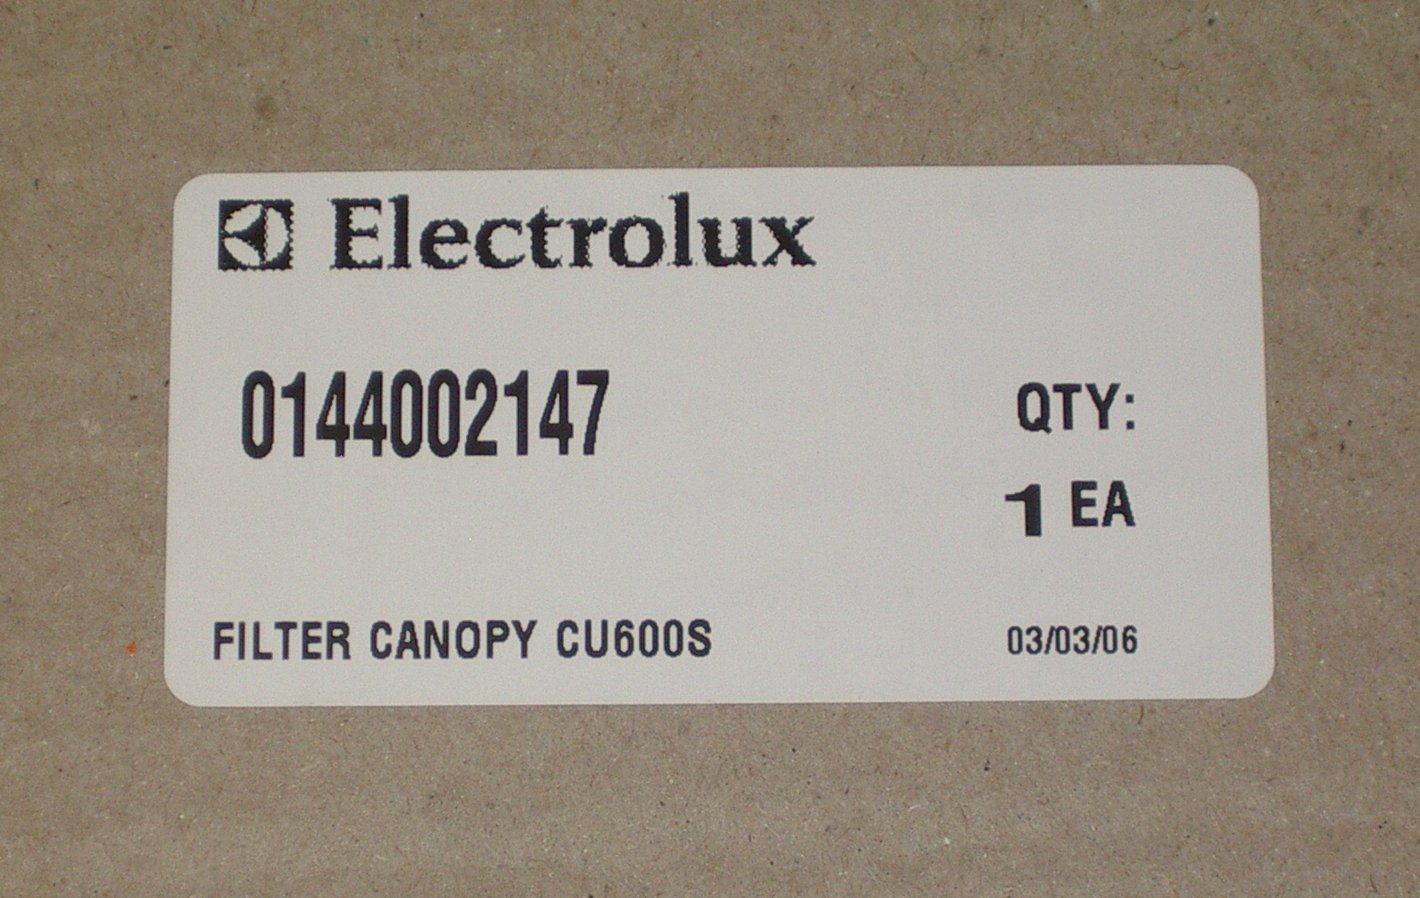 Electrolux
0144002147
QTY:
1 EA
FILTER CANOPY CU600S
03/03/06